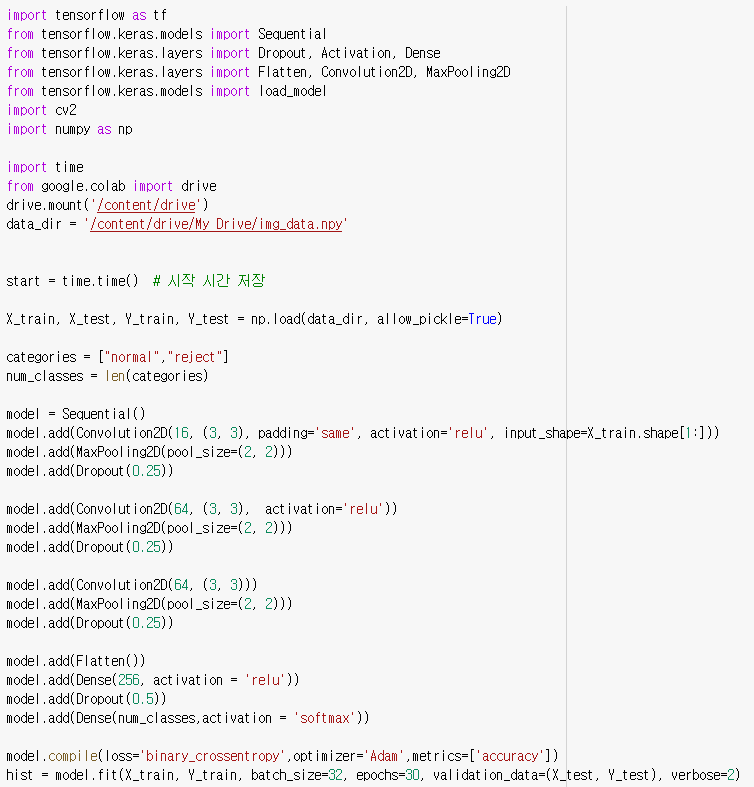 import tensorflow as tf
from tensorflow.keras.models import Sequential
from tensorflow.keras.layers import Dropout, Activation, Dense
from tensorflow.keras.layers import Flatten, Convolution2D, MaxPooling2D
from tensorflow.keras.models import load_model
import cv2
import numpy as np
import time
from google.colab import drive
drive.mount('/content/drive')
data_dir = '/content/drive/My Drive/img_data.npy'
start = time.time()  # 시작 시간 저장
X_train, X_test, Y_train, Y_test = np.load(data_dir, allow_pickle=True)
categories = ["normal","reject"]
num_classes = len(categories)
model = Sequential()
model.add(Convolution2D(16, (3, 3), padding='same', activation='relu', input_shape=X_train.shape[1:]))
model.add(MaxPooling2D(pool_size=(2, 2)))
model.add(Dropout(0.25))
model.add(Convolution2D(64, (3, 3),  activation='relu'))
model.add(MaxPooling2D(pool_size=(2, 2)))
model.add(Dropout(0.25))
model.add(Convolution2D(64, (3, 3)))
model.add(MaxPooling2D(pool_size=(2, 2)))
model.add(Dropout(0.25))
model.add(Flatten())
model.add(Dense(256, activation = 'relu'))
model.add(Dropout(0.5))
model.add(Dense(num_classes,activation = 'softmax'))
model.compile(loss='binary_crossentropy',optimizer='Adam',metrics=['accuracy'])
hist = model.fit(X_train, Y_train, batch_size=32, epochs=30, validation_data=(X_test, Y_test), verbose=2)